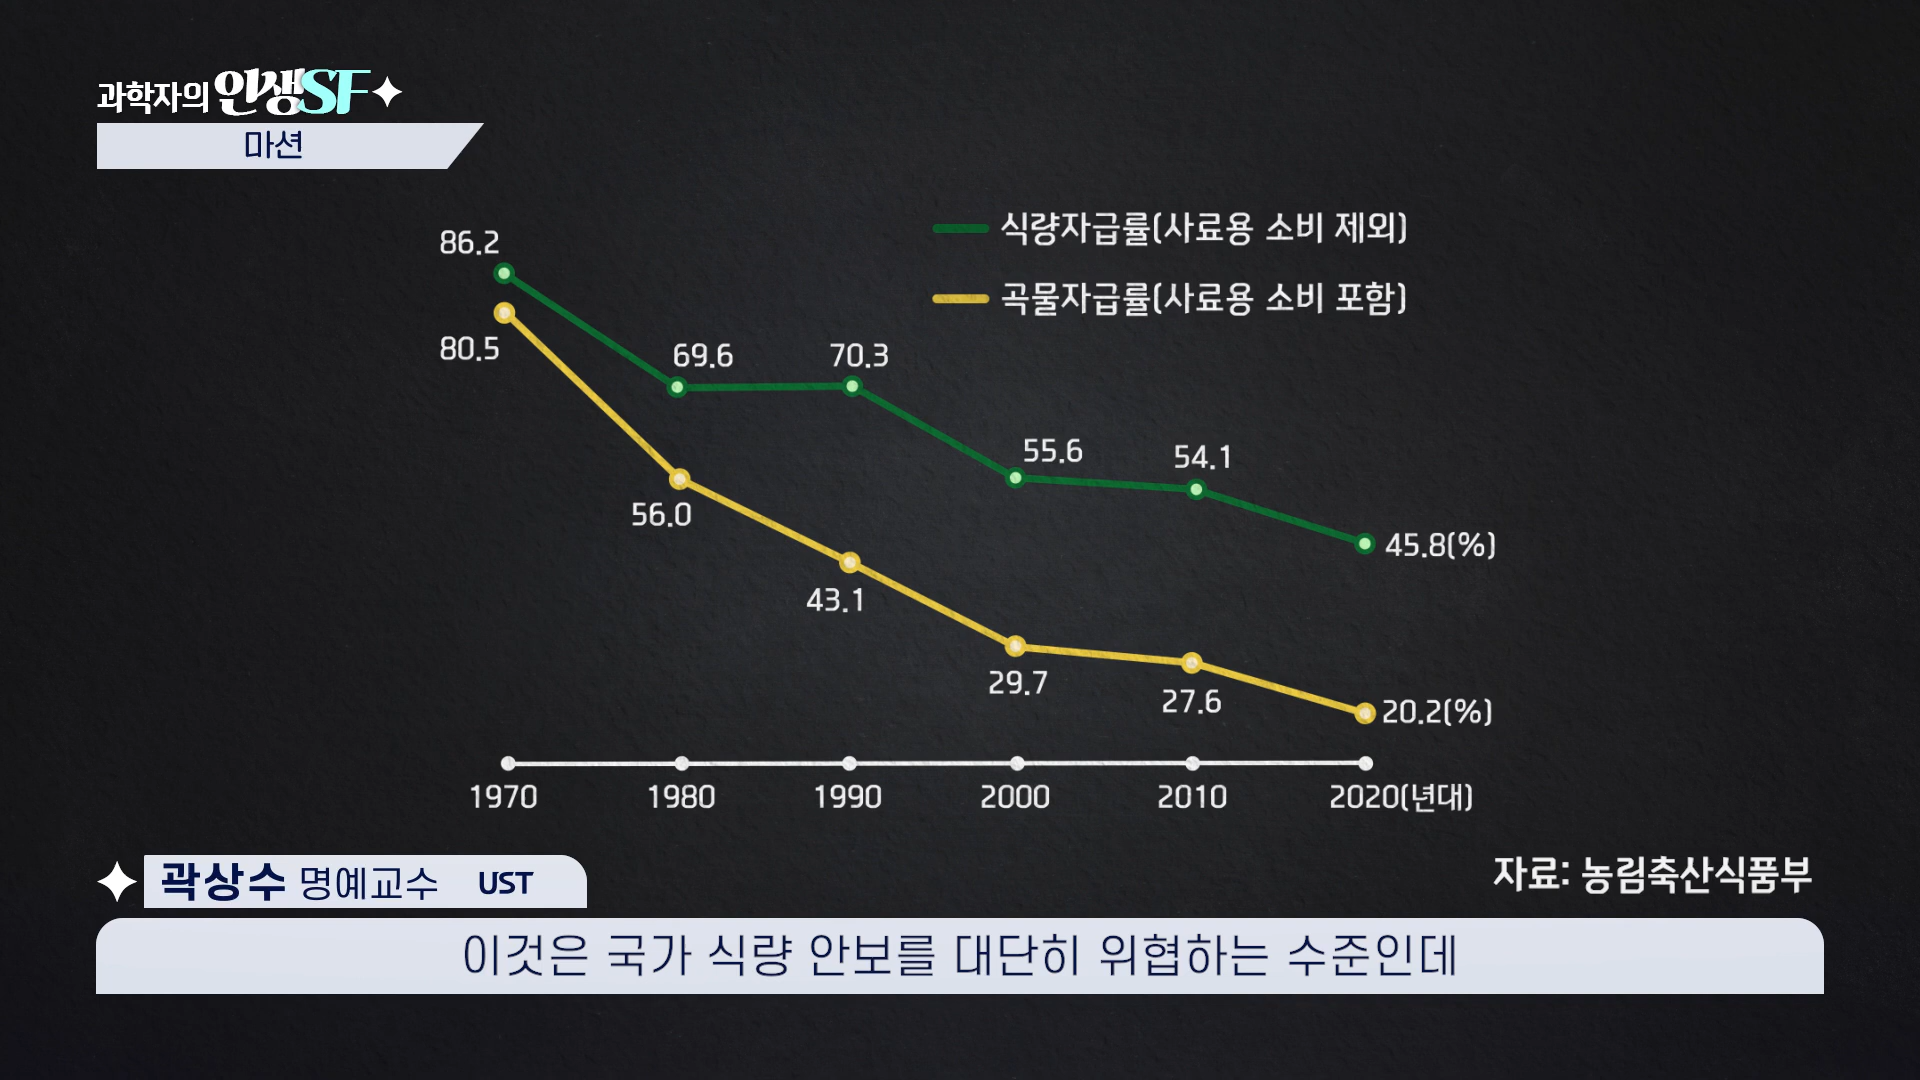 과학자의 인생SF
마션
식량자급률(사료용 소비 제외)
곡물자급률(사료용 소비 포함)
86.2
80.5
69.6
70.3
56.0
55.6
54.1
43.1
45.8(%)
29.7
27.6
20.2(%)
1970 1980 1990 2000 2010 2020(년대)
자료: 농림축산식품부
곽상수 명예교수 UST
이것은 국가 식량 안보를 대단히 위협하는 수준인데